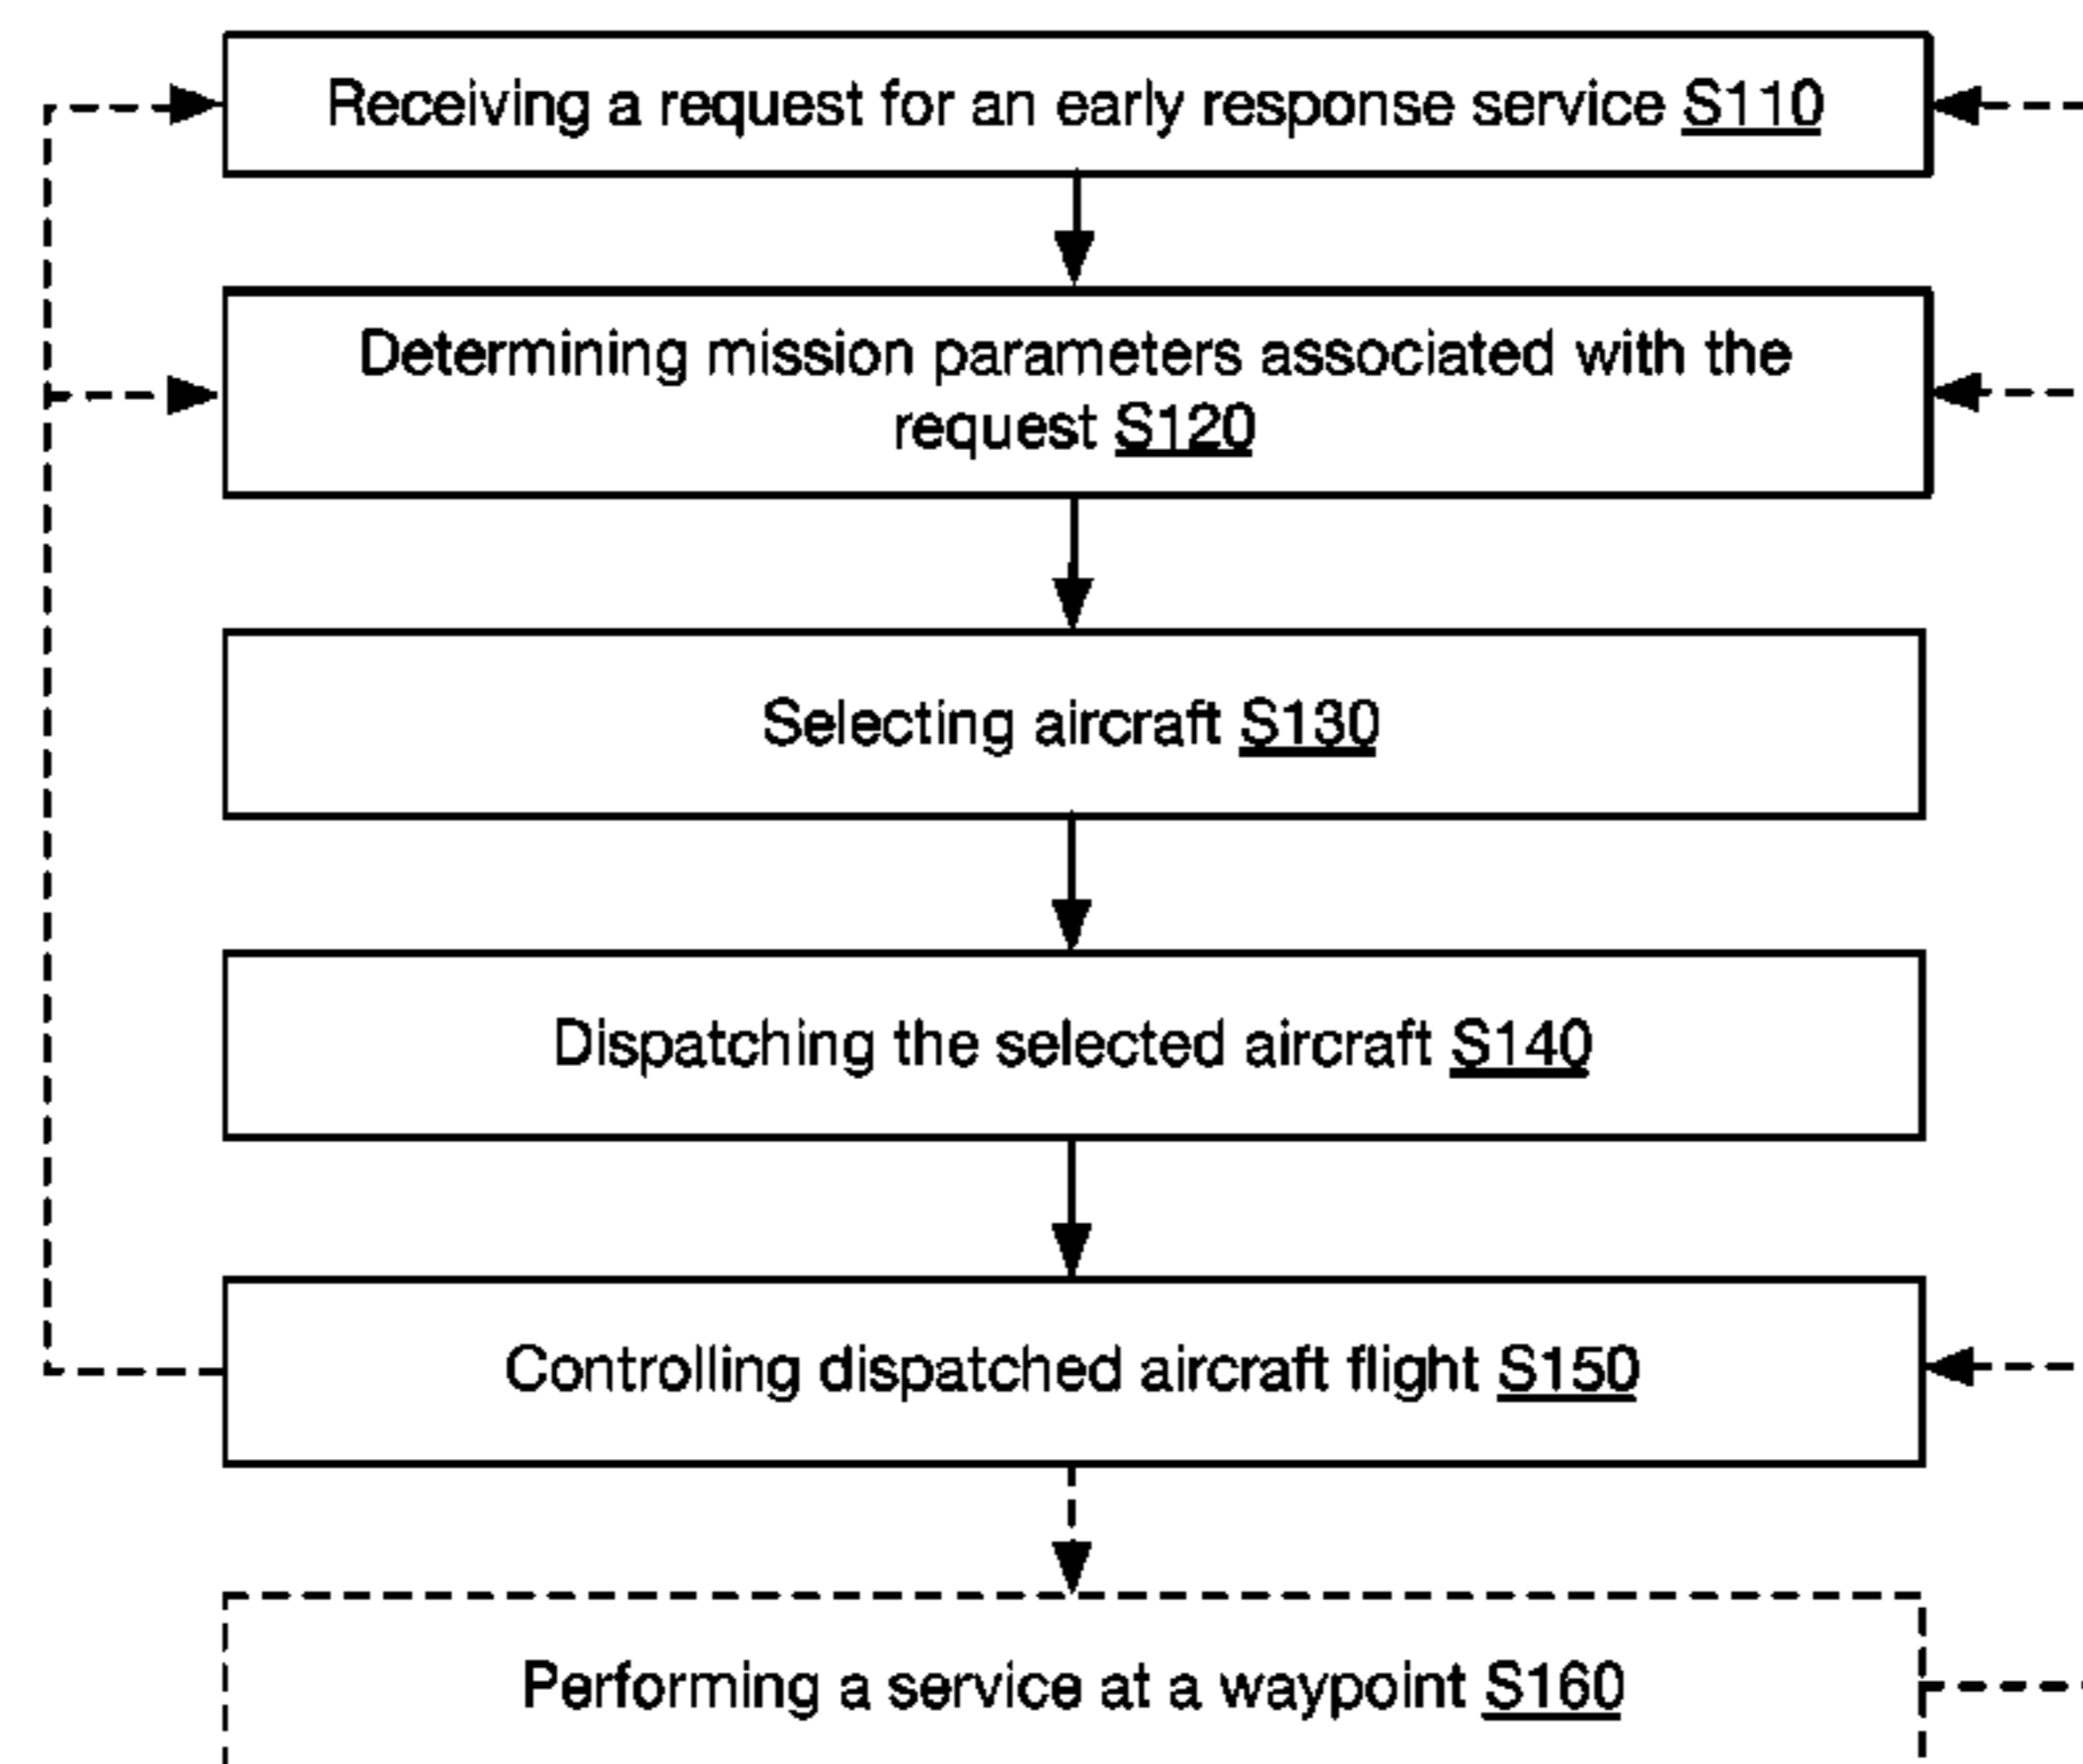 Receiving a request for an early response service S110
Determining mission parameters associated with the
request S120
Selecting aircraft S130
Dispatching the selected aircraft S140
Controlling dispatched aircraft flight S150
Performing a service at a waypoint S160